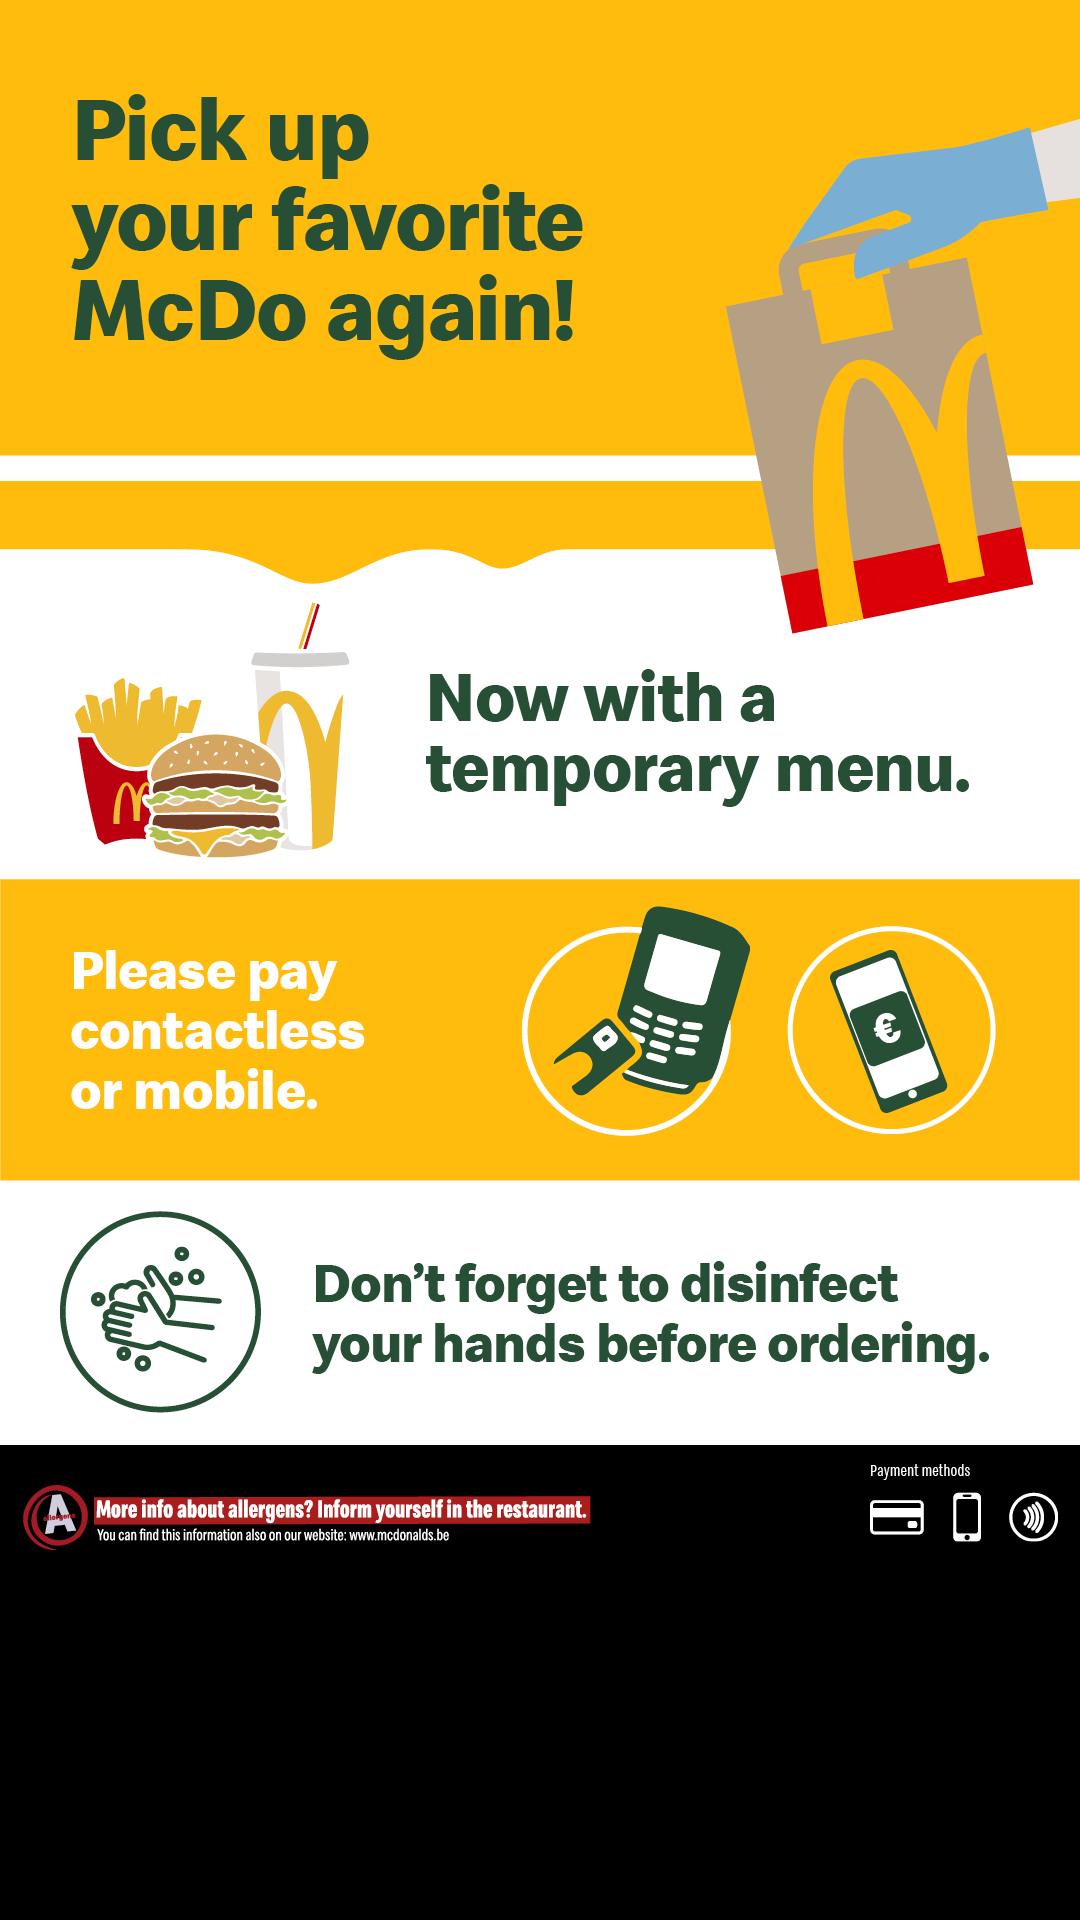 Pick up
your favorite
McDo again!
Now with a
temporary menu.
Please pay
contactless
or mobile.
€
Don't forget to disinfect
your hands before ordering.
Payment methods
A
allergens
More info about allergens? Inform yourself in the restaurant.
You can find this information also on our website: www.mcdonalds.be